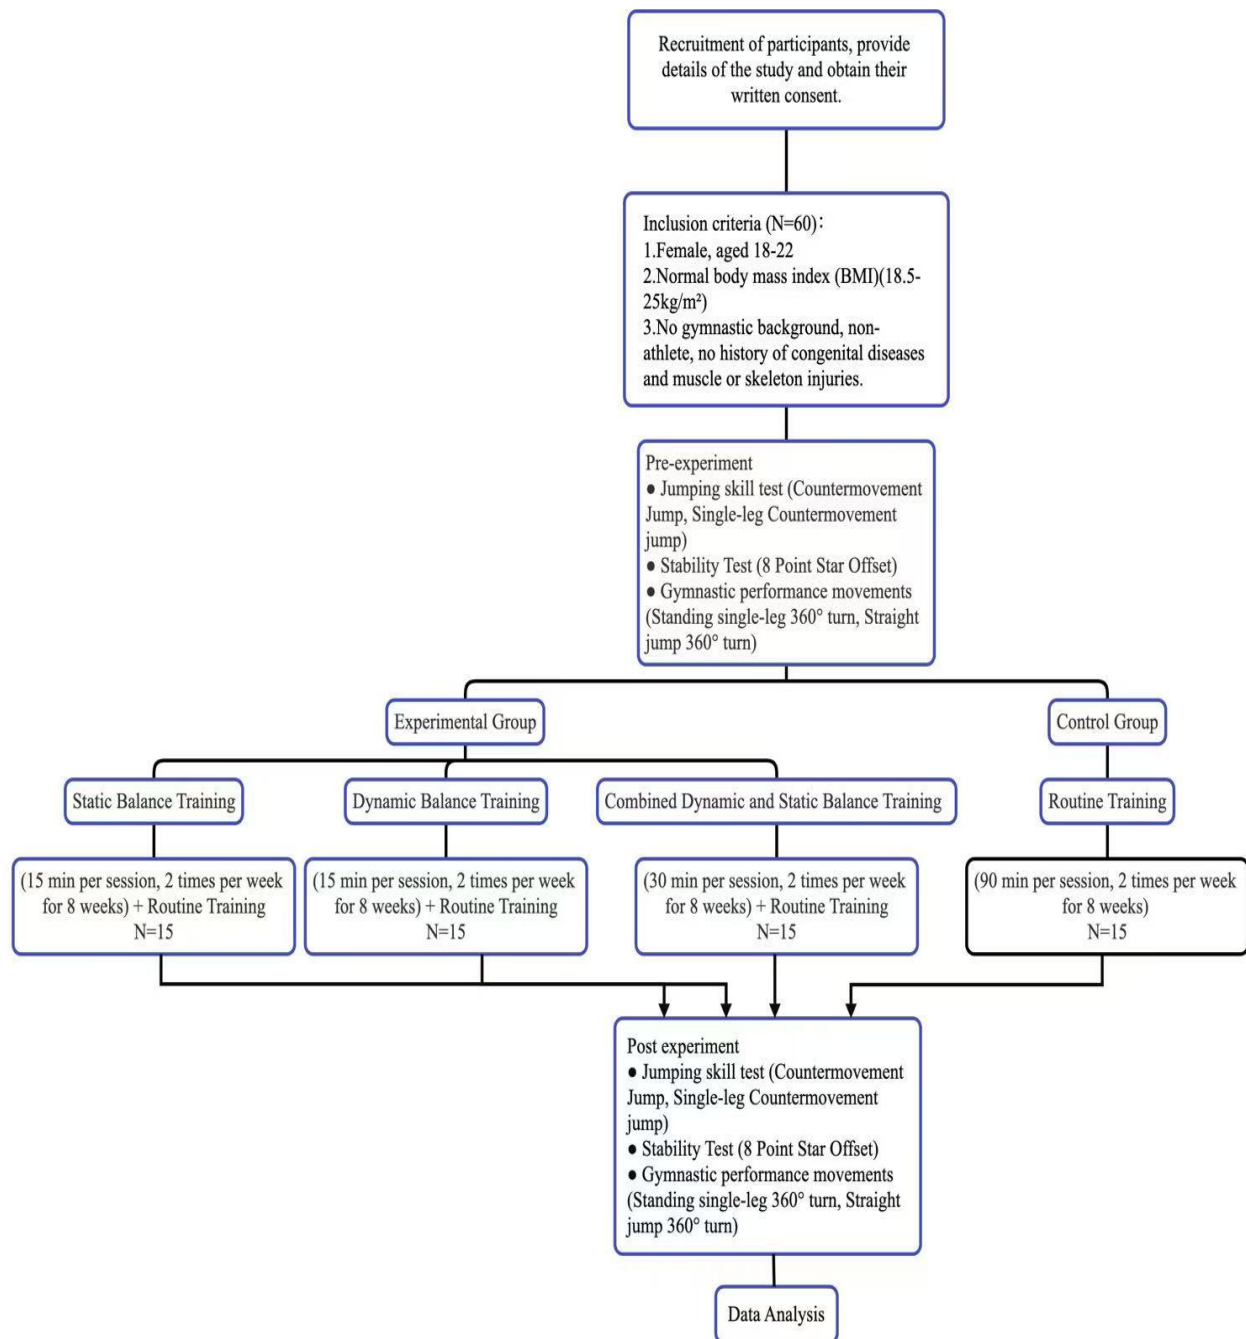 Recruitment of participants, provide
details of the study and obtain their
written consent.
Inclusion criteria (N=60):
1.Female, aged 18-22
2.Normal body mass index (BMI)(18.5-
25kg/m²)
3.No gymnastic background, non-
athlete, no history of congenital diseases
and muscle or skeleton injuries.
Pre-experiment
● Jumping skill test (Countermovement
Jump, Single-leg Countermovement
jump)
● Stability Test (8 Point Star Offset)
● Gymnastic performance movements
(Standing single-leg 360° turn, Straight
jump 360° turn)
Experimental Group
Control Group
Static Balance Training
Dynamic Balance Training
Combined Dynamic and Static Balance Training
Routine Training
(15 min per session, 2 times per week
for 8 weeks) + Routine Training
N=15
(15 min per session, 2 times per week
for 8 weeks) + Routine Training
N=15
(30 min per session, 2 times per week
for 8 weeks) + Routine Training
N=15
(90 min per session, 2 times per week
for 8 weeks)
N=15
Post experiment
● Jumping skill test (Countermovement
Jump, Single-leg Countermovement
jump)
● Stability Test (8 Point Star Offset)
● Gymnastic performance movements
(Standing single-leg 360° turn, Straight
jump 360° turn)
Data Analysis